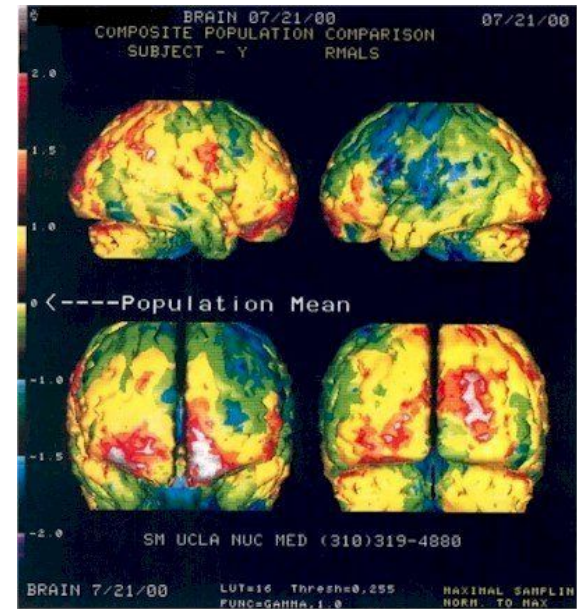 BRAIN 07/21/00 07/21/00
COMPOSITE POPULATION COMPARISON
SUBJECT - Y RMALS
2.0
1.5
1.0
0 <----Population Mean
-1.0
-1.5
-2.0
SM UCLA NUC MED (310)319-4880
BRAIN 7/21/00 LUT=16 Thresh=0,255 MAXIMAL SAMPLIN
FUNC=GAMMA,1.0 NORM. TO MAX